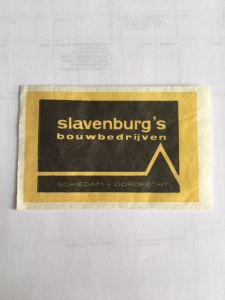 slavenburg's
bouwbedrijven
SCHIEDAM - DORDRECHT